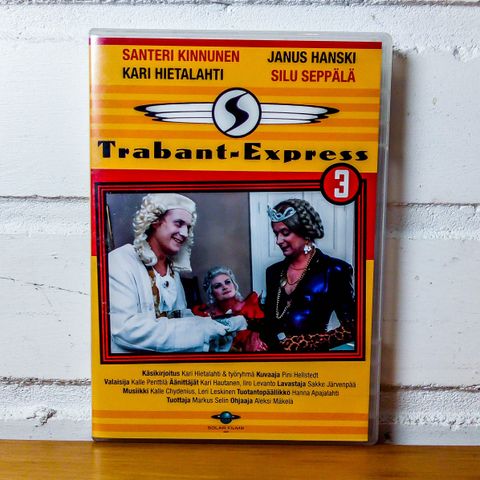 SANTERI KINNUNEN JANUS HANSKI
KARI HIETALAHTI SILU SEPPÄLÄ
S
Trabant-Express
3
Käsikirjoitus Kari Hietalahti & työryhmä Kuvaaja Pini Hellstedt
Valaisija Kalle Penttilä Äänittäjät Kari Hautanen, Iiro Levanto Lavastaja Sakke Järvenpää
Musiikki Kalle Chydenius, Leri Leskinen Tuotantopäällikkö Hanna Apajalahti
Tuottaja Markus Selin Ohjaaja Aleksi Mäkelä
SOLAR FILMS